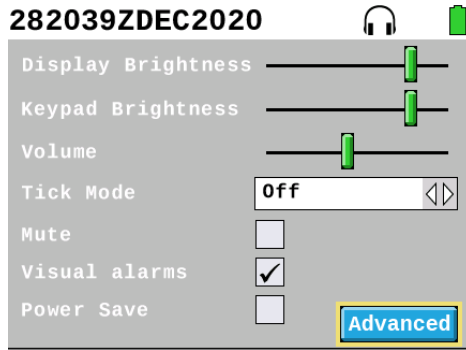 282039ZDEC2020
Display Brightness
Keypad Brightness
Volume
Tick Mode Off
Mute
Visual alarms
Power Save
Advanced